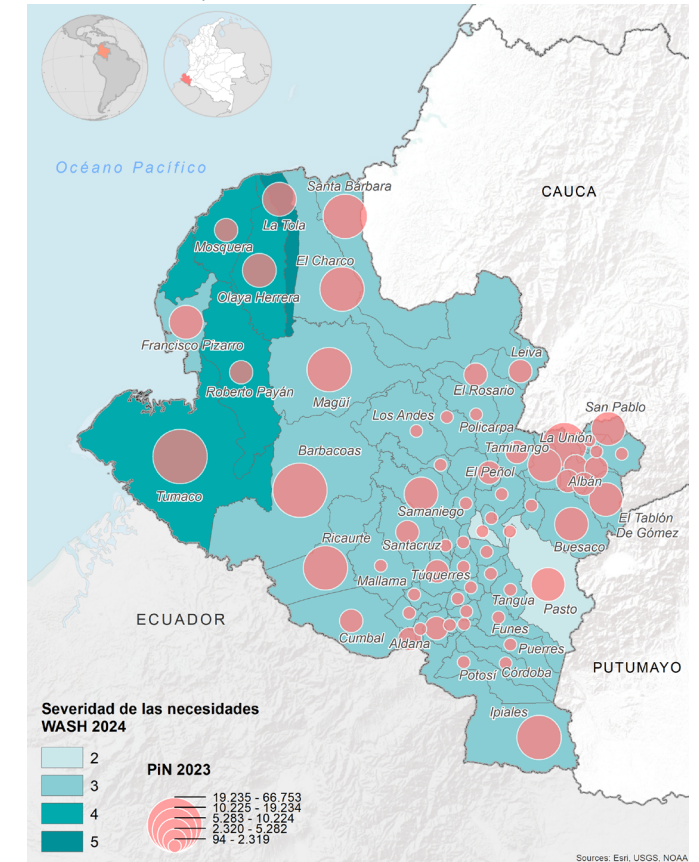 Océano Pacífico
Santa Bárbara
CAUCA
La Tola
Mosquera
El Charco
Olaya Herrera
Francisco Pizarro
Leiva
Roberto Payán
El Rosario
Magüi
San Pablo
Los Andes
Policarpa
La Unión
Taminango
Barbacoas
El Peñol
Albán
Tumaco
Samaniego
El Tablón
De Gómez
Ricaurte
Santacruz
Buesaco
Mallama
Túquerres
Tangua
Pasto
ECUADOR
Funes
Cumbal
Aldana
Puerres
PUTUMAYO
Potosí
Córdoba
Ipiales
Severidad de las necesidades
WASH 2024
2
3
4
5
PiN 2023
19.235 - 66.753
10.225 - 19.234
5.283 - 10.224
2.320 - 5.282
94 - 2.319
Sources: Esri, USGS, NOAA